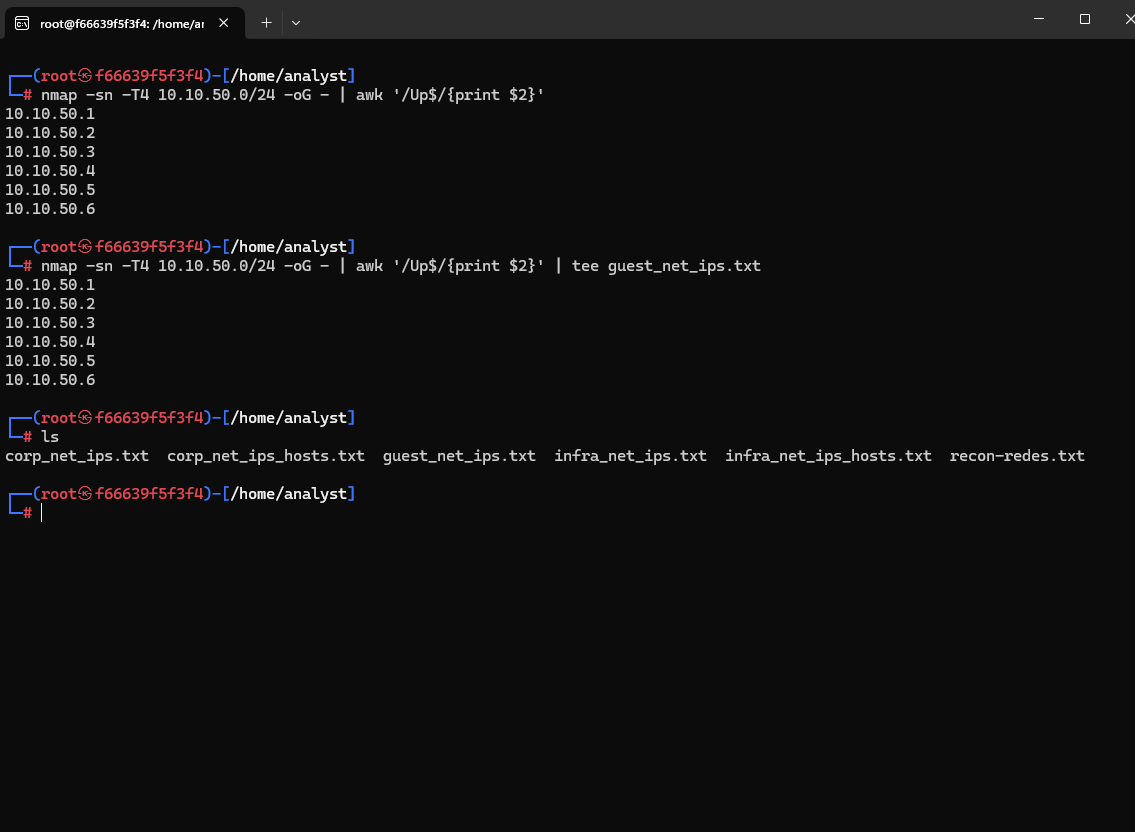 root@f66639f5f3f4: /home/ar
┌──(root㉿f66639f5f3f4)-[/home/analyst]
└─# nmap -sn -T4 10.10.50.0/24 -oG - | awk '/Up$/{print $2}'
10.10.50.1
10.10.50.2
10.10.50.3
10.10.50.4
10.10.50.5
10.10.50.6
┌──(root㉿f66639f5f3f4)-[/home/analyst]
└─# nmap -sn -T4 10.10.50.0/24 -oG - | awk '/Up$/{print $2}' | tee guest_net_ips.txt
10.10.50.1
10.10.50.2
10.10.50.3
10.10.50.4
10.10.50.5
10.10.50.6
┌──(root㉿f66639f5f3f4)-[/home/analyst]
└─# ls
corp_net_ips.txt  corp_net_ips_hosts.txt  guest_net_ips.txt  infra_net_ips.txt  infra_net_ips_hosts.txt  recon-redes.txt
┌──(root㉿f66639f5f3f4)-[/home/analyst]
└─#